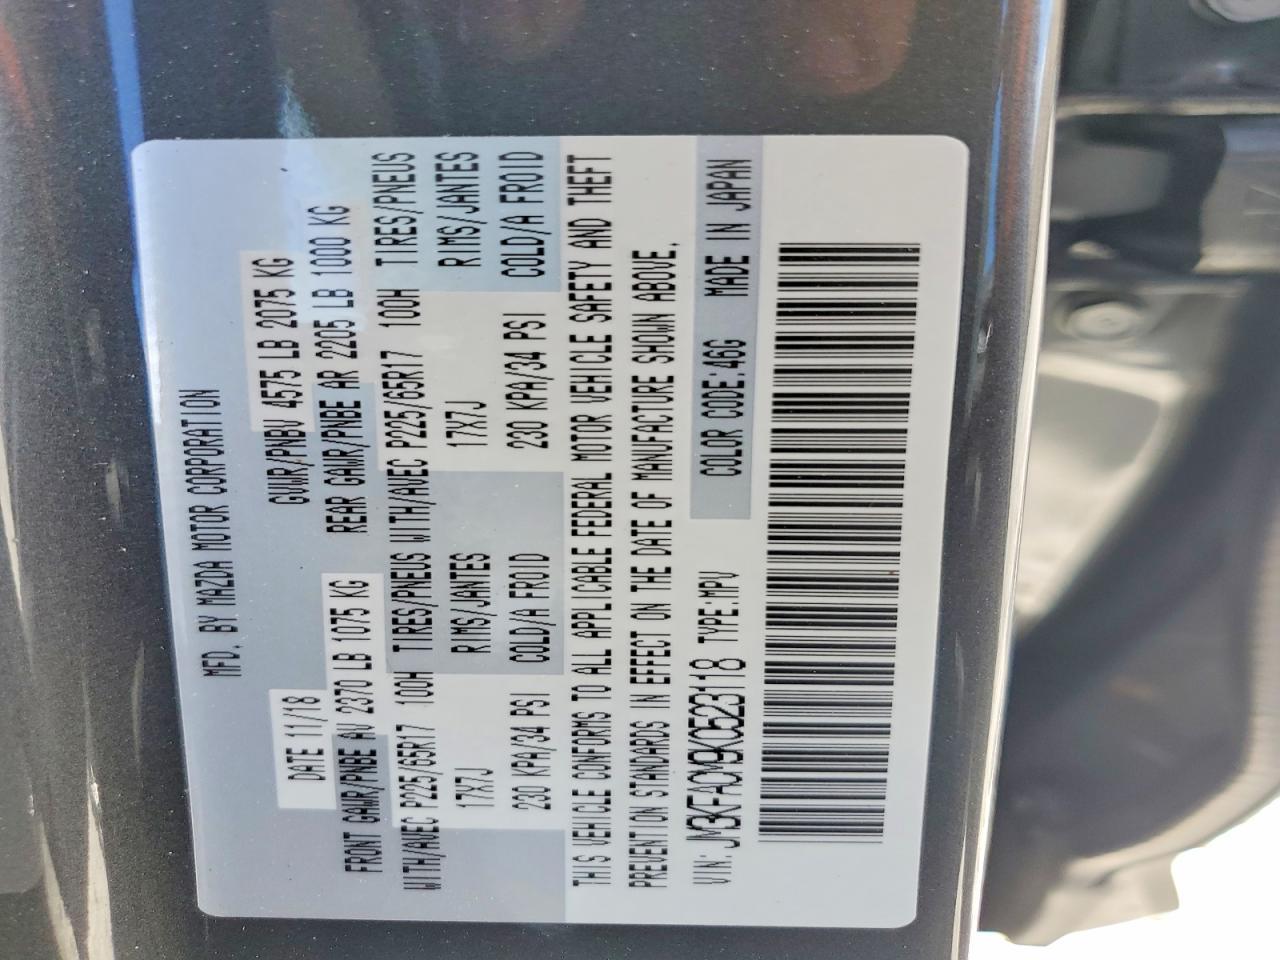 MFD. BY MAZDA MOTOR CORPORATION
DATE 11/18 GVWR/PNBV 4575 LB 2075 KG
FRONT GAWR/PNBE AV 2370 LB 1075 KG REAR GAWR/PNBE AR 2205 LB 1000 KG
WITH/AVEC P225/65R17 100H TIRES/PNEUS WITH/AVEC P225/65R17 100H TIRES/PNEUS
17X7J RIMS/JANTES 17X7J RIMS/JANTES
230 KPA/34 PSI COLD/A FROID 230 KPA/34 PSI COLD/A FROID
THIS VEHICLE CONFORMS TO ALL APPLICABLE FEDERAL MOTOR VEHICLE SAFETY AND THEFT
PREVENTION STANDARDS IN EFFECT ON THE DATE OF MANUFACTURE SHOWN ABOVE.
VIN: JM3KFACM9K0523118 TYPE:MPV COLOR CODE:46G MADE IN JAPAN